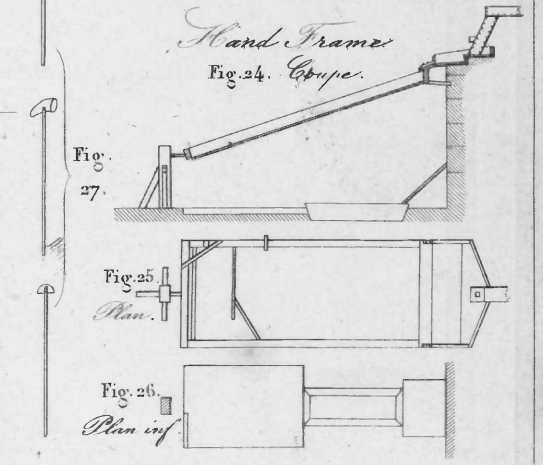 Hand Frame
Fig. 24. Coupe.
Fig.
27.
Fig. 25.
Plan.
Fig. 26.
Plan inf.